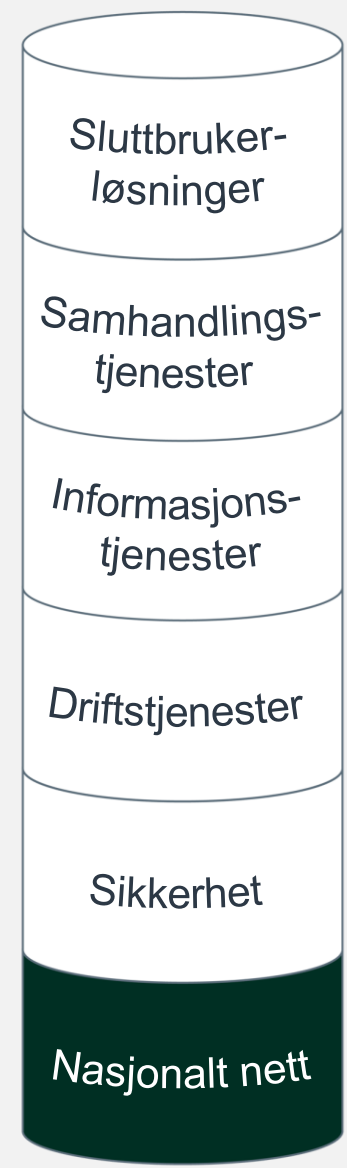 Sluttbruker-
løsninger
Samhandlings-
tjenester
Informasjons-
tjenester
Driftstjenester
Sikkerhet
Nasjonalt nett